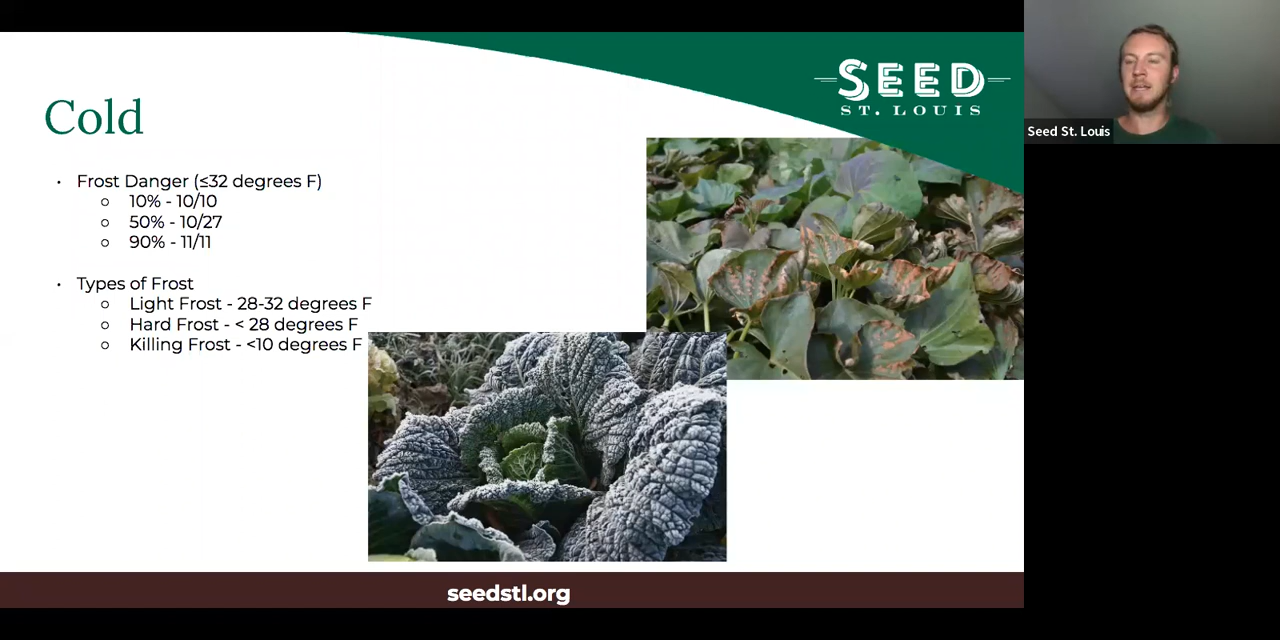 SEED
ST. LOUIS
Seed St. Louis
Cold
• Frost Danger (≤32 degrees F)
○ 10% - 10/10
○ 50% - 10/27
○ 90% - 11/11
• Types of Frost
○ Light Frost - 28-32 degrees F
○ Hard Frost - < 28 degrees F
○ Killing Frost - <10 degrees F
seedstl.org